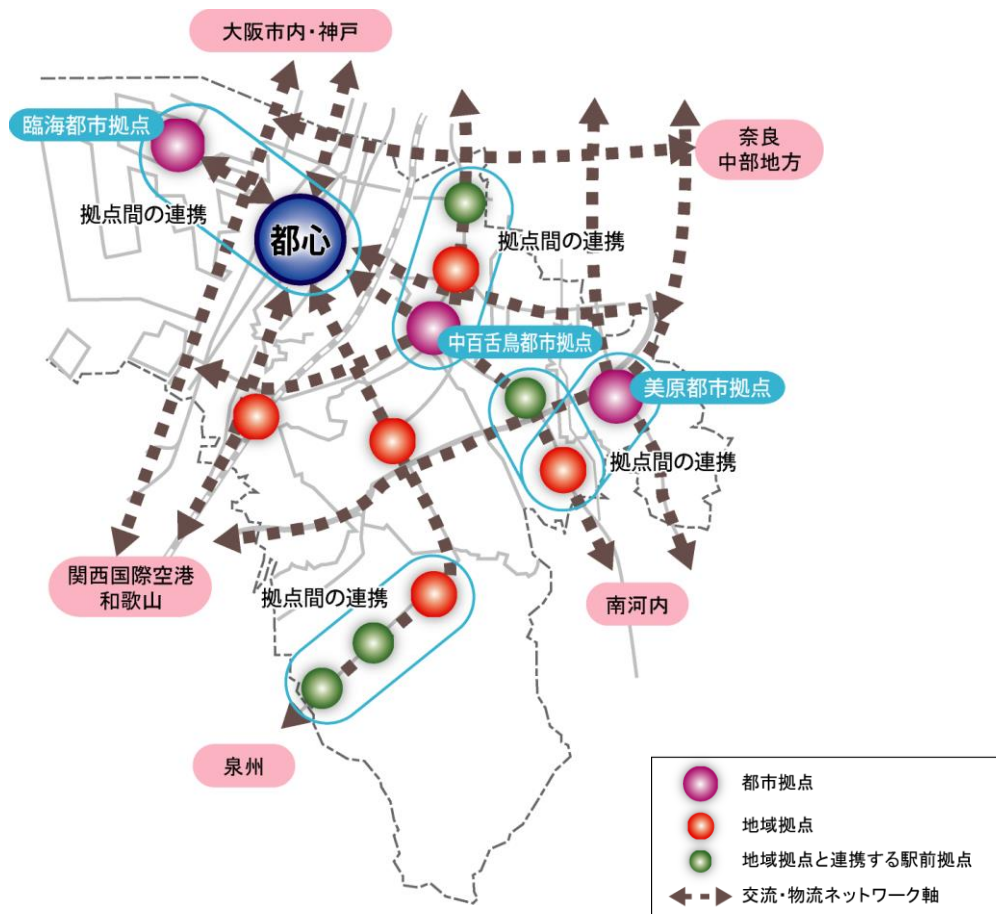 大阪市内・神戸
臨海都市拠点
奈良
中部地方
拠点間の連携
都心
拠点間の連携
中百舌鳥都市拠点
美原都市拠点
拠点間の連携
関西国際空港
和歌山
拠点間の連携
南河内
泉州
都市拠点
地域拠点
地域拠点と連携する駅前拠点
交流・物流ネットワーク軸